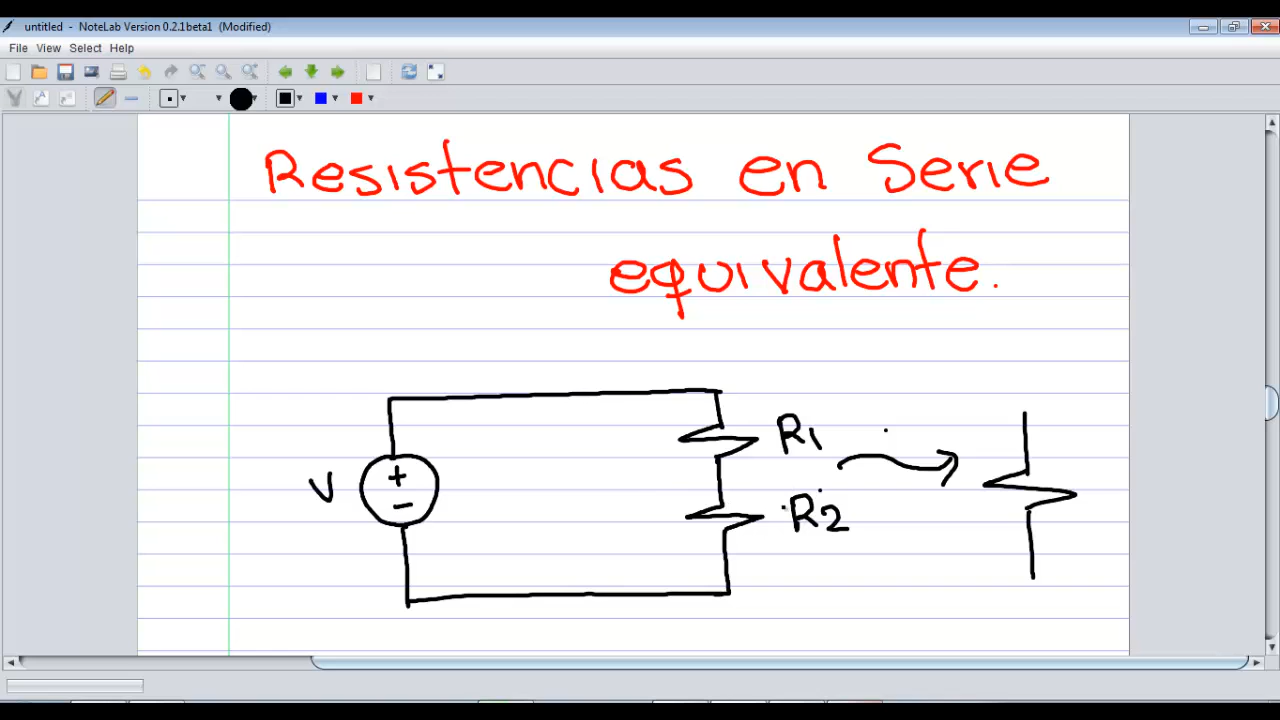 untitled - NoteLab Version 0.2.1beta1 (Modified)
File View Select Help
Resistencias en Serie
equivalente.
R1
V + −
R2